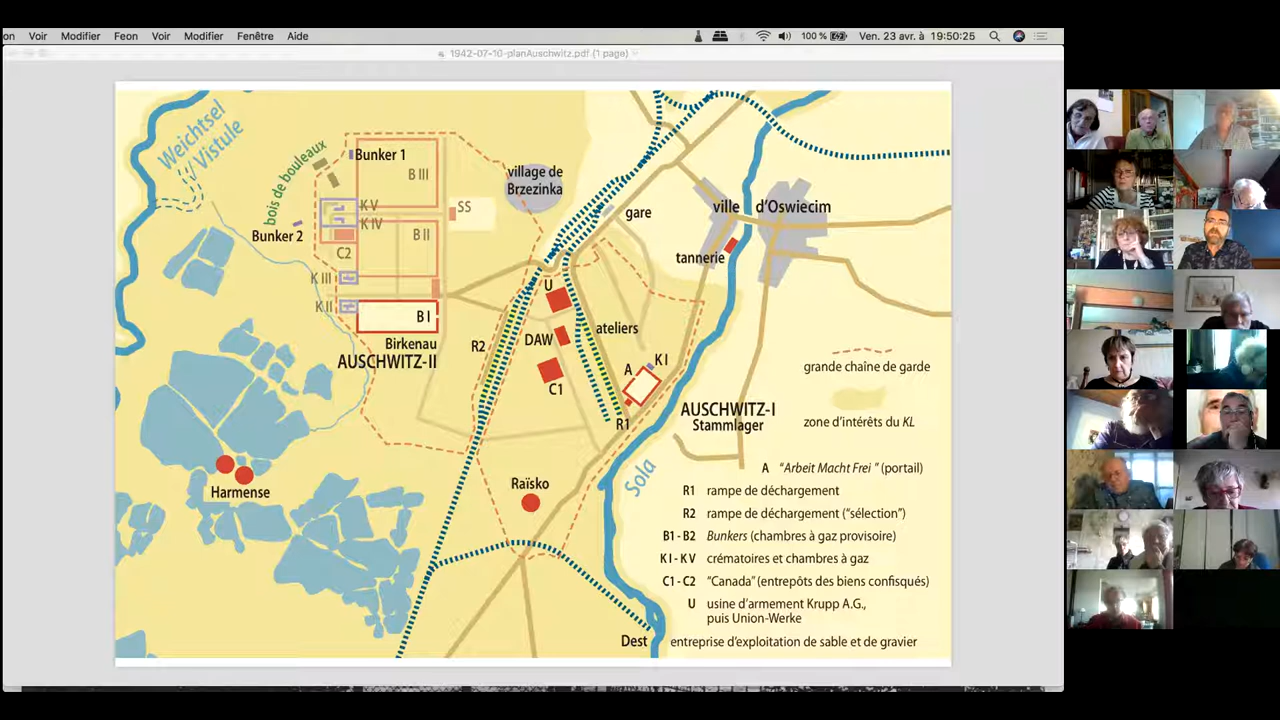 on Voir Modifier Feon Voir Modifier Fenêtre Aide 100 % Ven. 23 avr. à 19:50:25
1942-07-10-planAuschwitz.pdf (1 page)
Weichtsel
Vistule
bois de bouleaux
Bunker 1
B III
village de
Brzezinka
K V
SS
K IV
Bunker 2
B II
C2
K III
K II
B I
Birkenau
AUSCHWITZ-II
gare
ville d'Oswiecim
tannerie
U
ateliers
R2
DAW
K I
A
C1
R1
AUSCHWITZ-I
Stammlager
Sola
Harmense
Raïsko
grande chaîne de garde
zone d'intérêts du KL
A "Arbeit Macht Frei " (portail)
R1 rampe de déchargement
R2 rampe de déchargement ("sélection")
B1 - B2 Bunkers (chambres à gaz provisoire)
K I - K V crématoires et chambres à gaz
C1 - C2 "Canada" (entrepôts des biens confisqués)
U usine d'armement Krupp A.G.,
puis Union-Werke
Dest entreprise d'exploitation de sable et de gravier